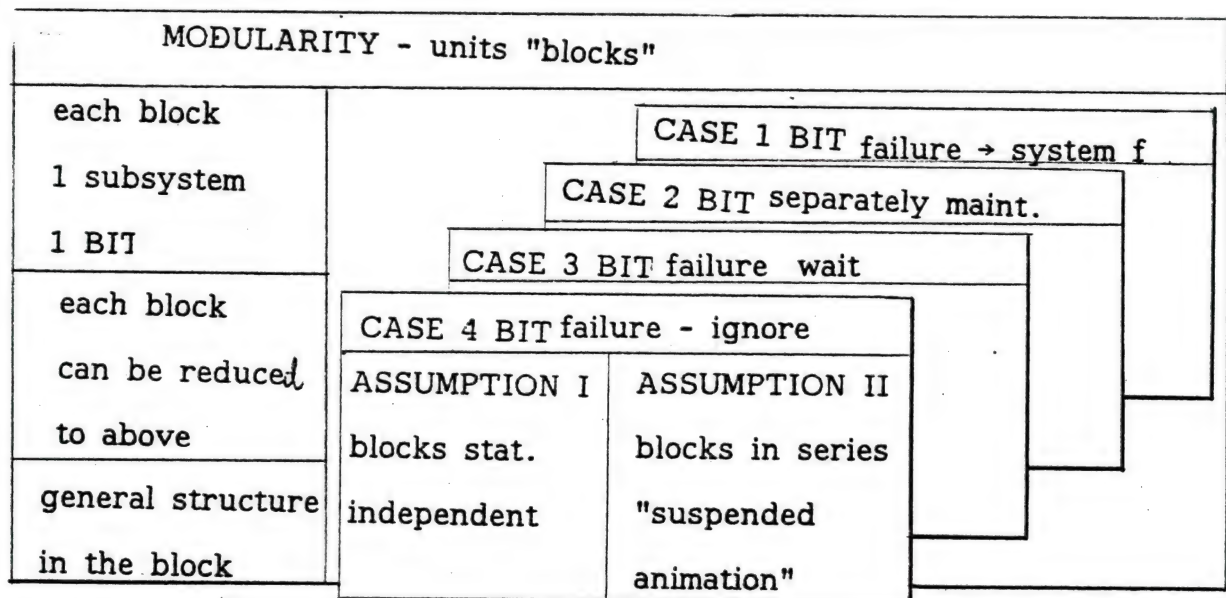 MODULARITY - units "blocks"
each block
1 subsystem
1 BIT
each block
can be reduced
to above
general structure
in the block
CASE 1 BIT failure → system f
CASE 2 BIT separately maint.
CASE 3 BIT failure wait
CASE 4 BIT failure - ignore
ASSUMPTION I
blocks stat.
independent
ASSUMPTION II
blocks in series
"suspended
animation"